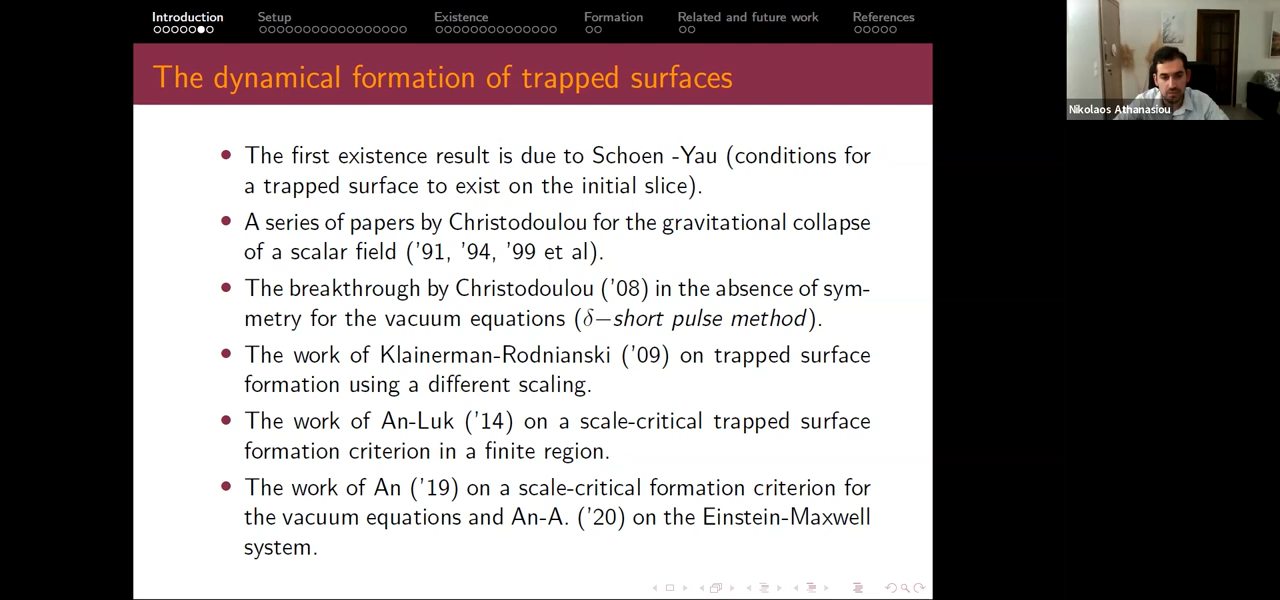 Introduction Setup Existence Formation Related and future work References
The dynamical formation of trapped surfaces
Nikolaos Athanasiou
The first existence result is due to Schoen -Yau (conditions for
a trapped surface to exist on the initial slice).
A series of papers by Christodoulou for the gravitational collapse
of a scalar field ('91, '94, '99 et al).
The breakthrough by Christodoulou ('08) in the absence of sym-
metry for the vacuum equations (δ−short pulse method).
The work of Klainerman-Rodnianski ('09) on trapped surface
formation using a different scaling.
The work of An-Luk ('14) on a scale-critical trapped surface
formation criterion in a finite region.
The work of An ('19) on a scale-critical formation criterion for
the vacuum equations and An-A. ('20) on the Einstein-Maxwell
system.